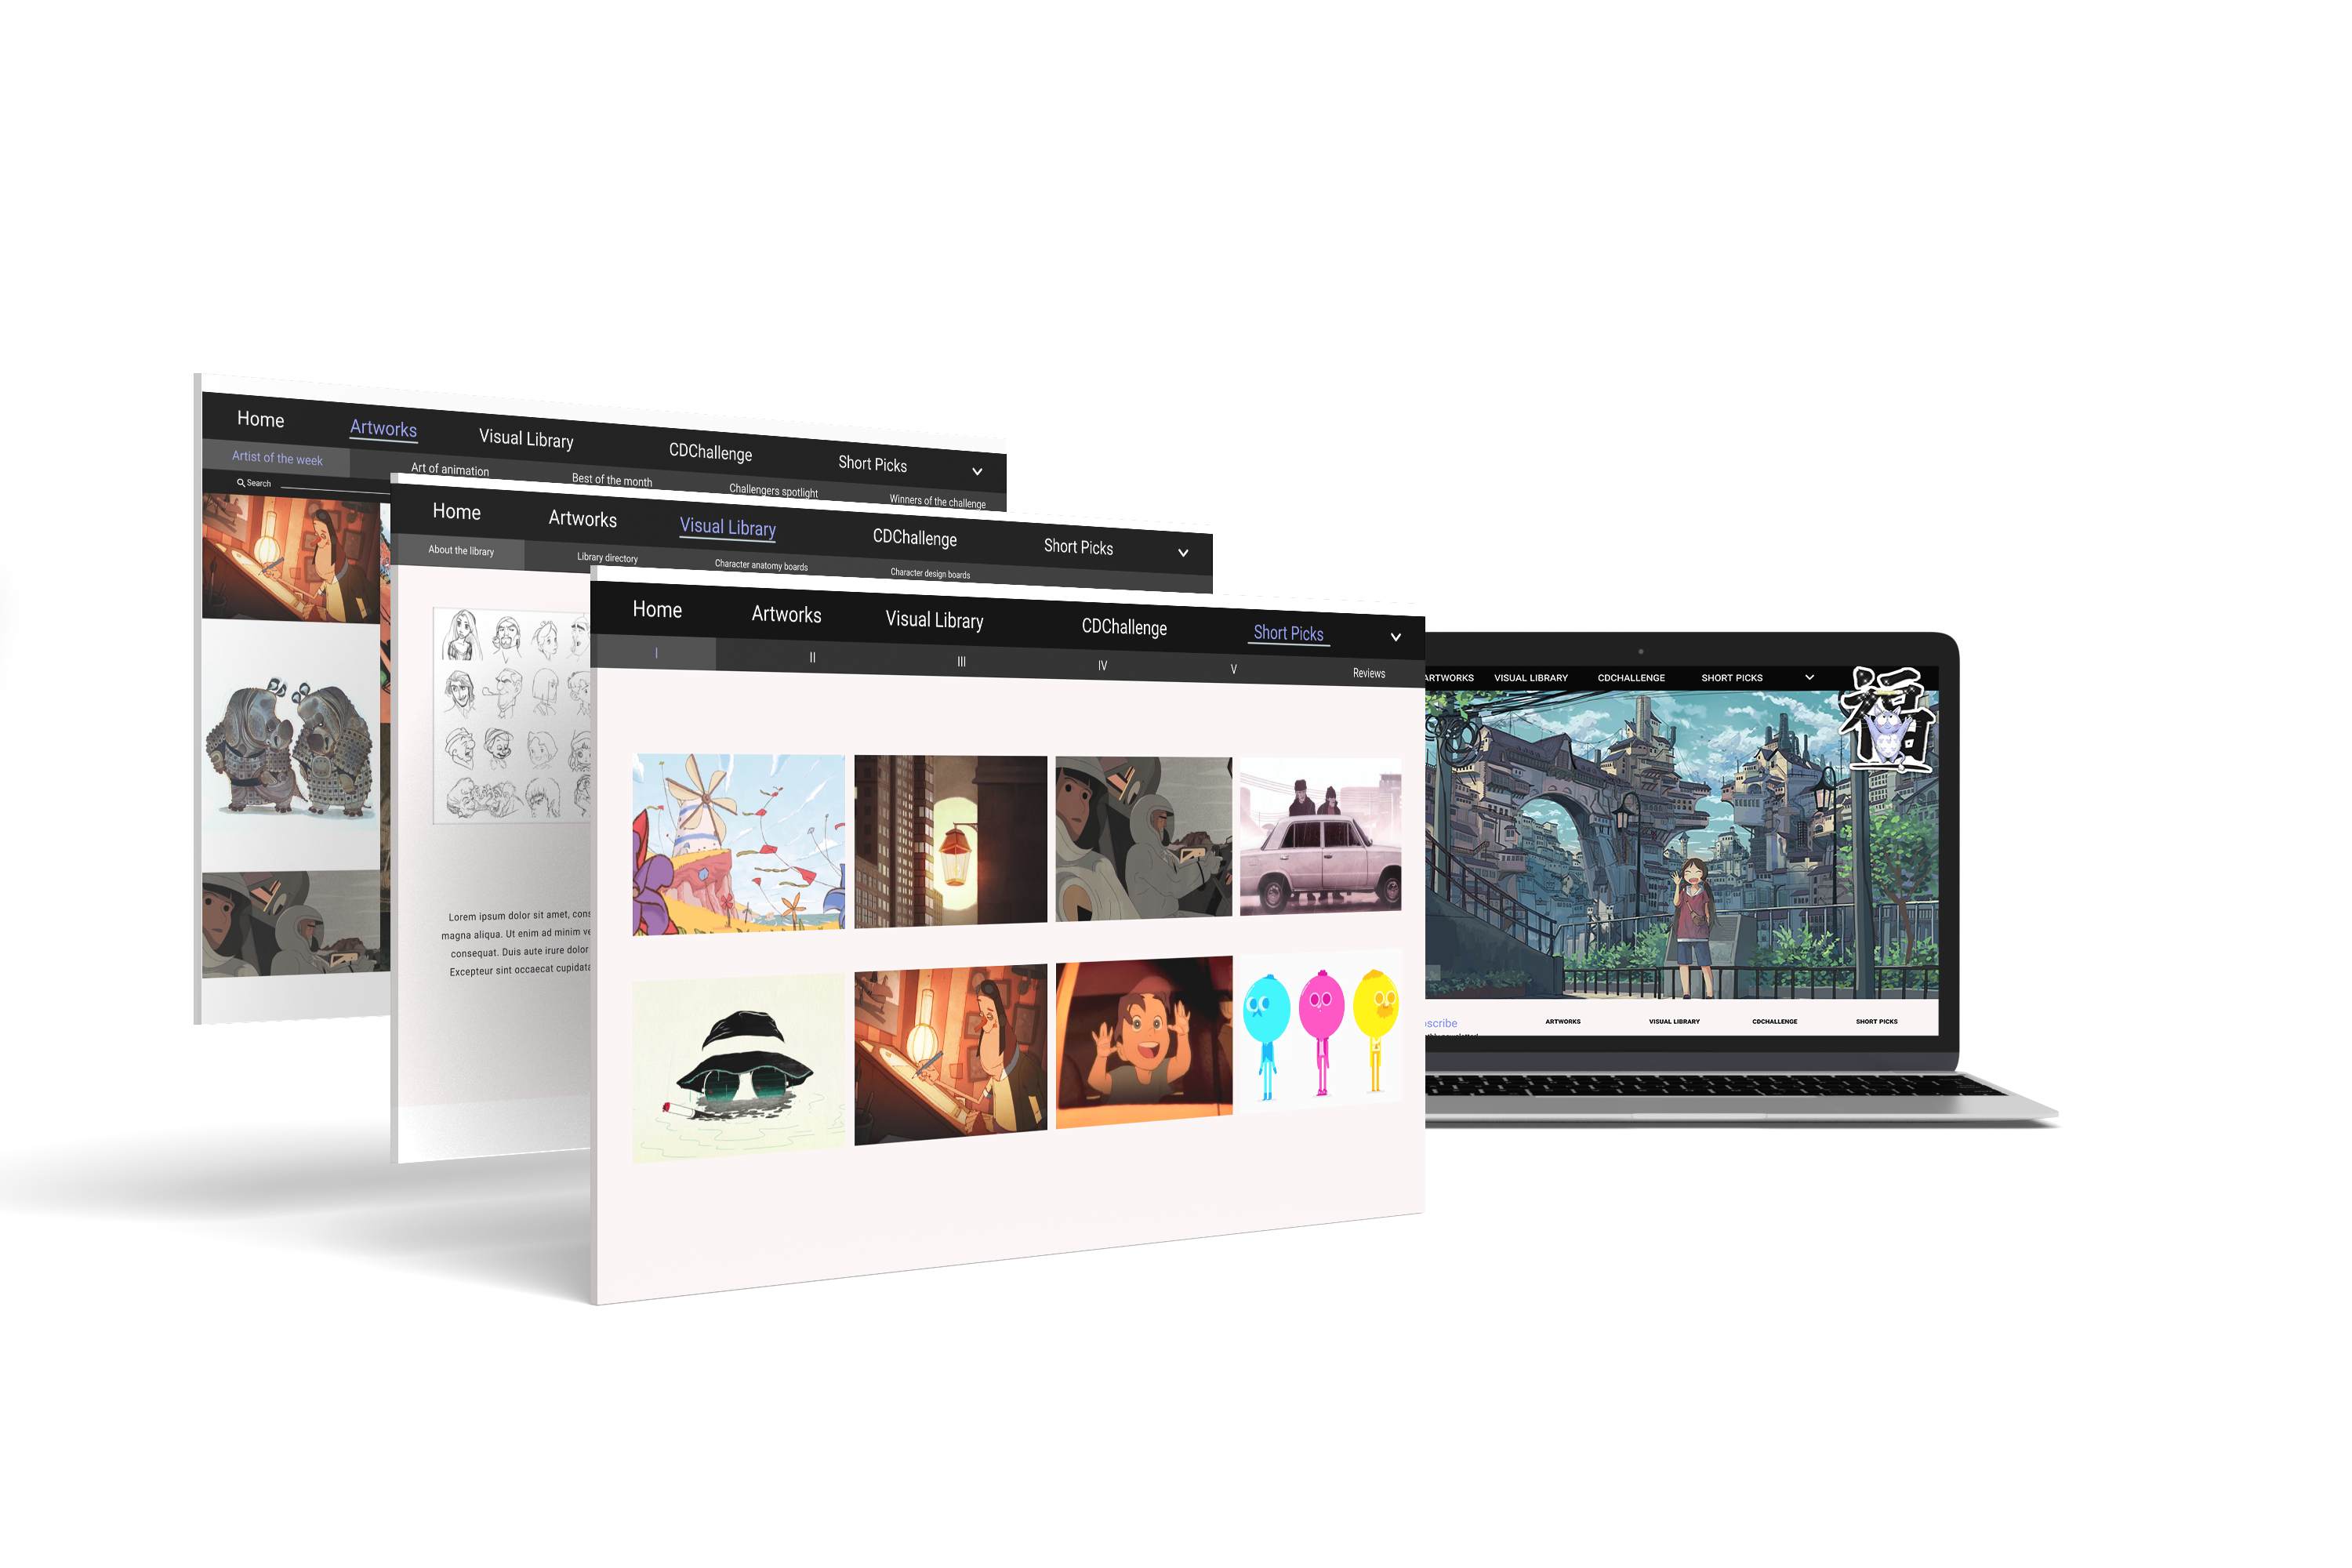 Home Artworks Visual Library CDChallenge Short Picks
Artist of the week Art of animation Best of the month Challengers spotlight Winners of the challenge
Search
Home Artworks Visual Library CDChallenge Short Picks
About the library Library directory Character anatomy boards Character design boards
Lorem ipsum dolor sit amet, cons
magna aliqua. Ut enim ad minim ve
consequat. Duis aute irure dolor
Excepteur sint occaecat cupidata
Home Artworks Visual Library CDChallenge Short Picks
I II III IV V Reviews
ARTWORKS VISUAL LIBRARY CDCHALLENGE SHORT PICKS
福
scribe ARTWORKS VISUAL LIBRARY CDCHALLENGE SHORT PICKS